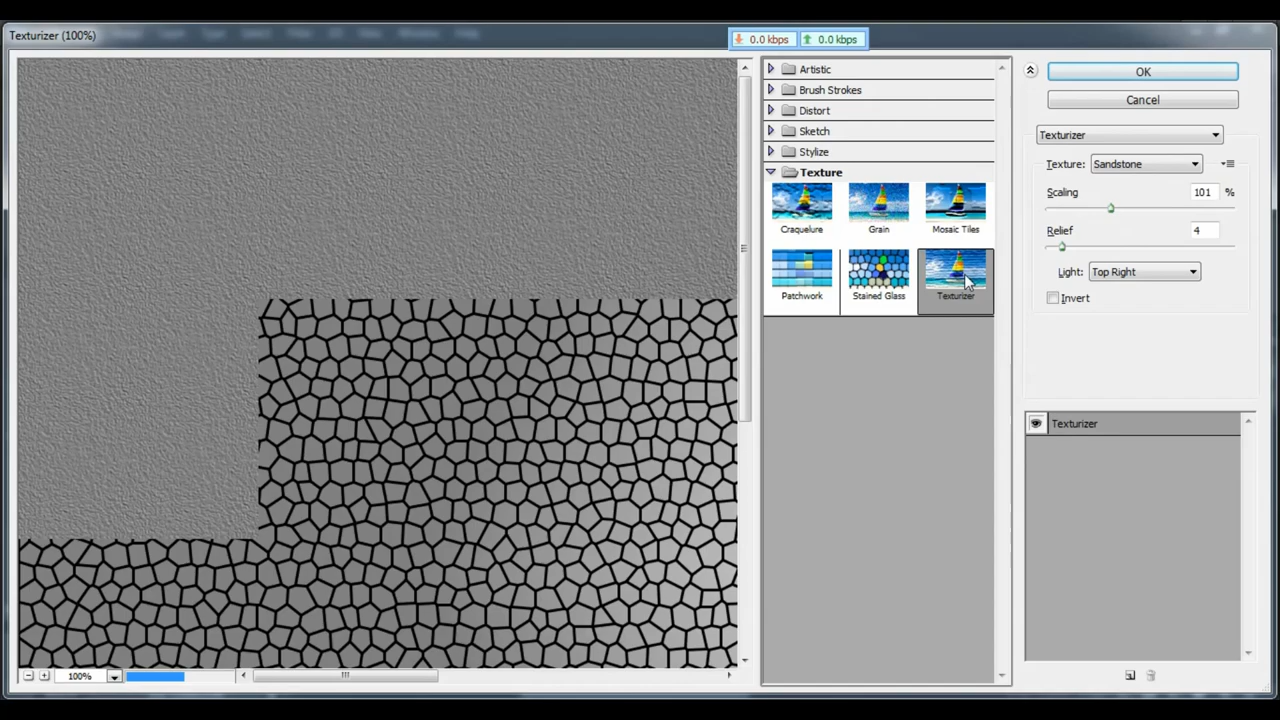 Texturizer (100%)
0.0 kbps
0.0 kbps
Artistic
Brush Strokes
Distort
Sketch
Stylize
Texture
Craquelure
Grain
Mosaic Tiles
Patchwork
Stained Glass
Texturizer
OK
Cancel
Texturizer
Texture: Sandstone
Scaling 101 %
Relief 4
Light: Top Right
Invert
Texturizer
100%